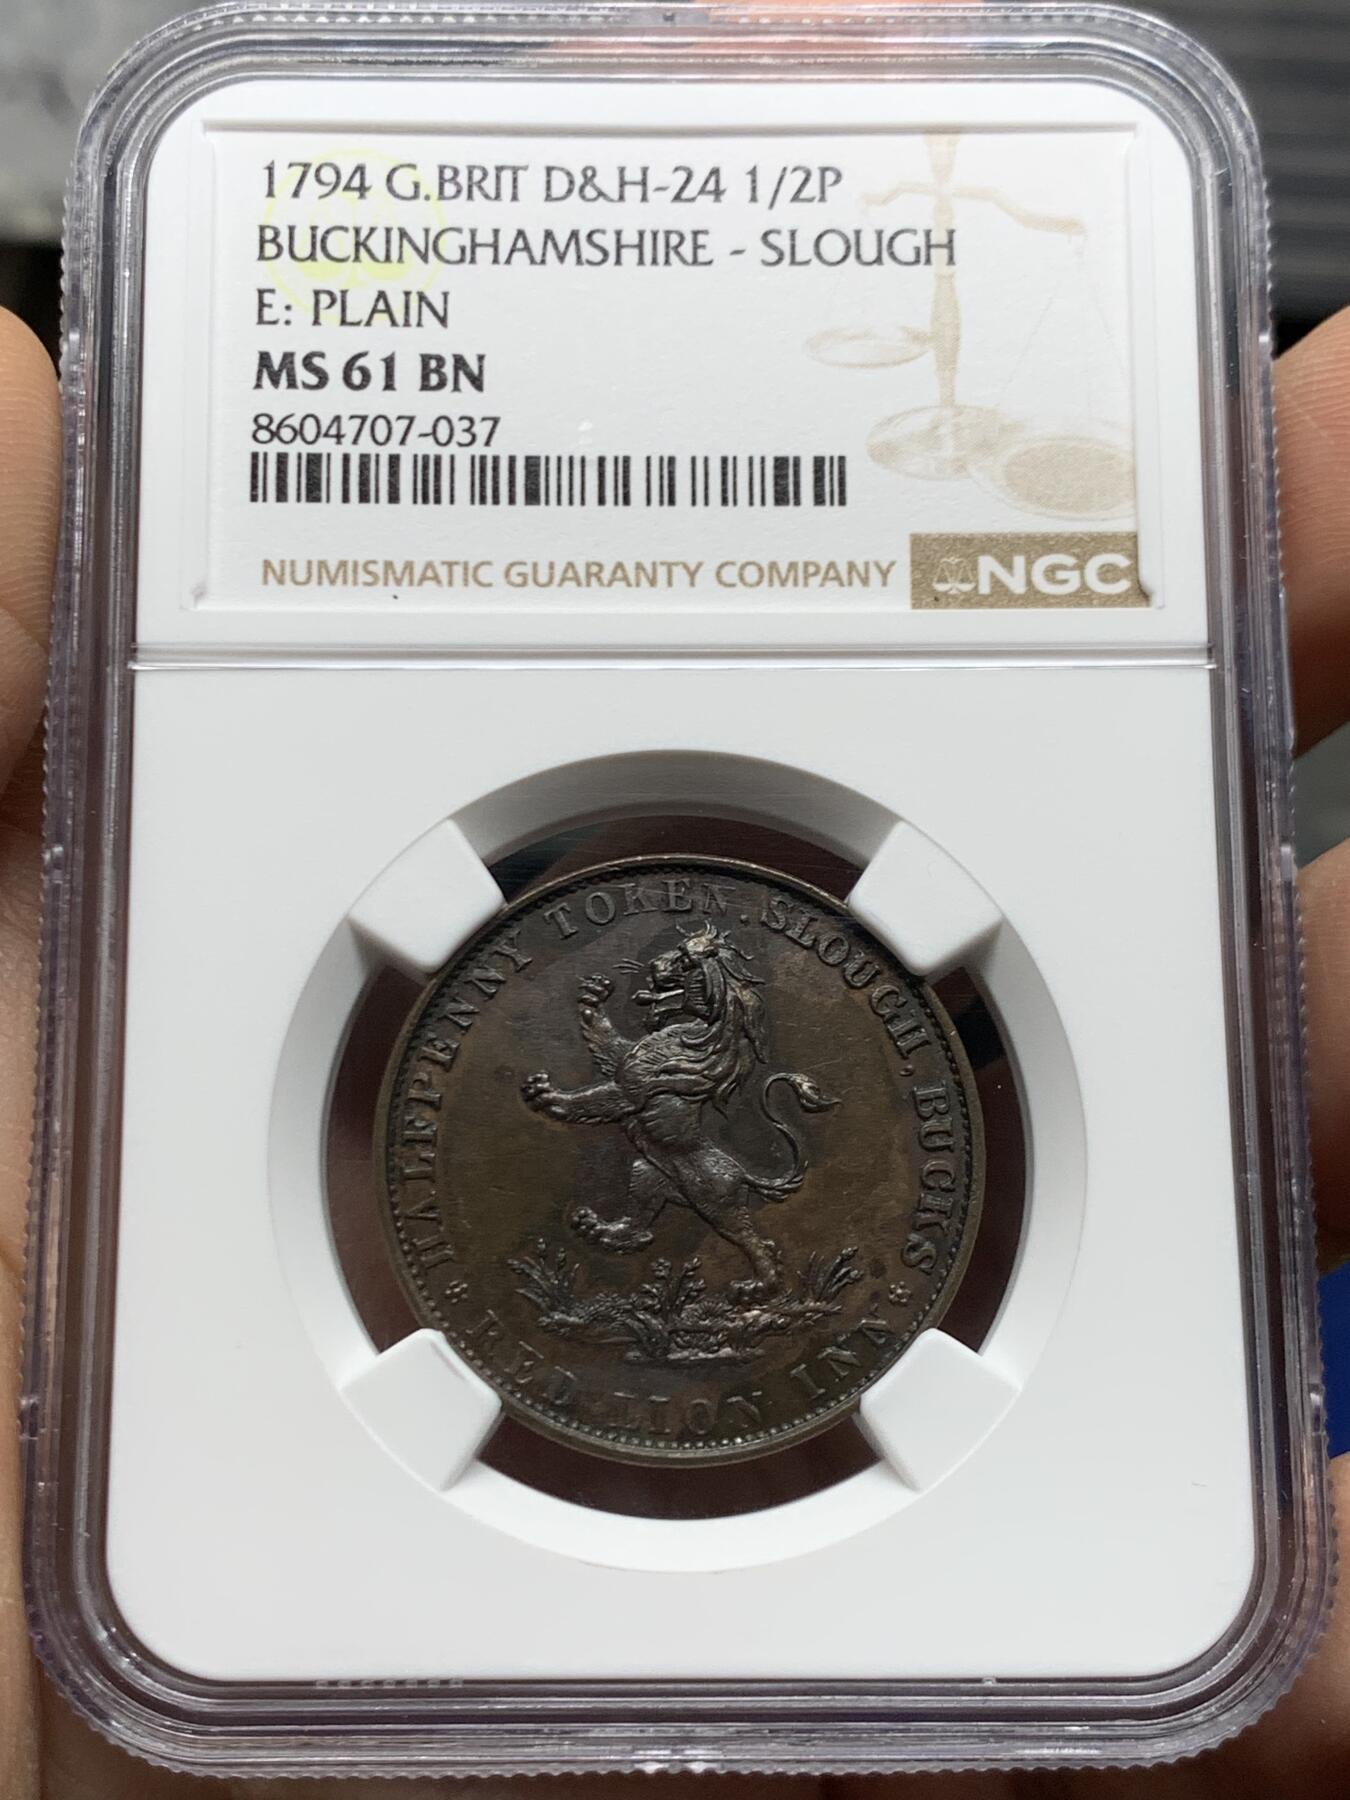 1794 G.BRIT D&H-24 1/2P
BUCKINGHAMSHIRE - SLOUGH
E: PLAIN
MS 61 BN
8604707-037
NUMISMATIC GUARANTY COMPANY
NGC
HALFPENNY TOKEN. SLOUGH, BUCKS
RED LION INN